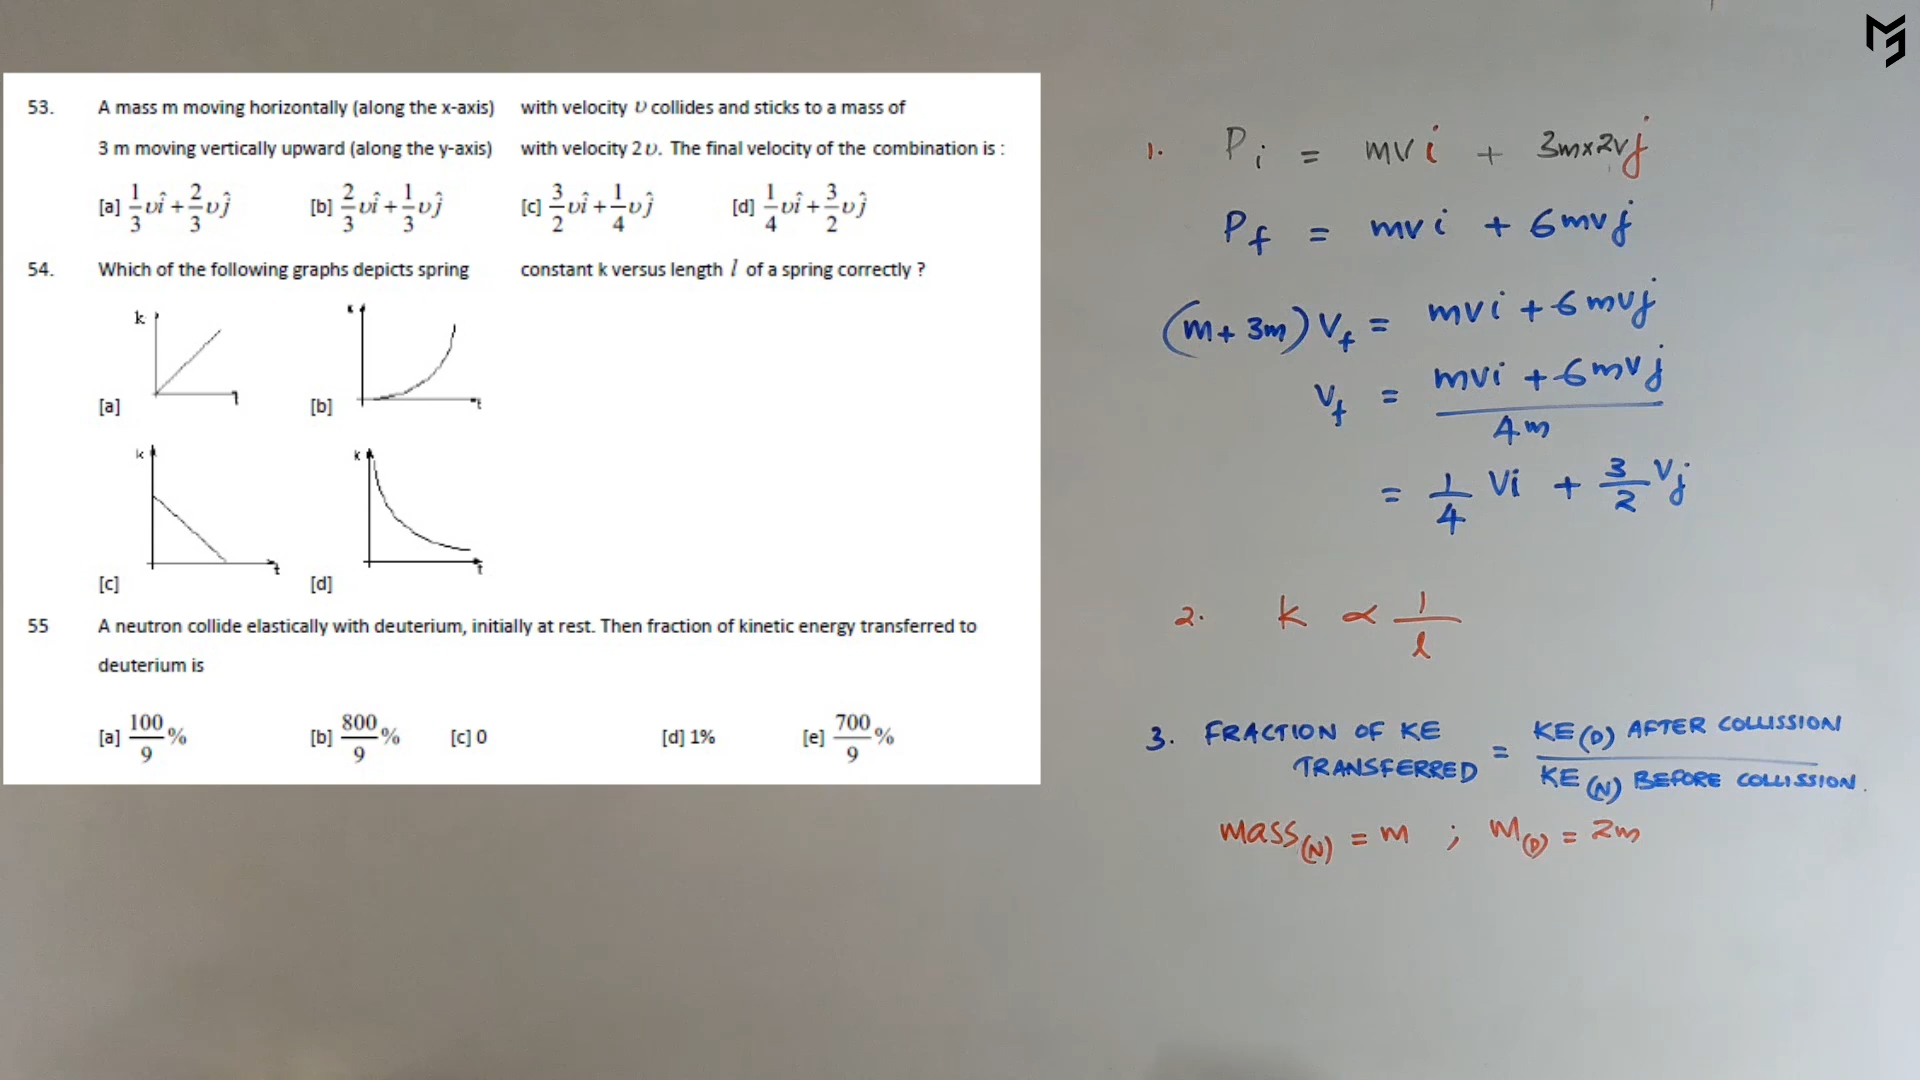 53. A mass m moving horizontally (along the x-axis) with velocity υ collides and sticks to a mass of
3 m moving vertically upward (along the y-axis) with velocity 2υ. The final velocity of the combination is :
[a] 1/3 υî + 2/3 υĵ [b] 2/3 υî + 1/3 υĵ [c] 3/2 υî + 1/4 υĵ [d] 1/4 υî + 3/2 υĵ
54. Which of the following graphs depicts spring constant k versus length l of a spring correctly ?
k
[a] [b]
k k
[c] [d]
55 A neutron collide elastically with deuterium, initially at rest. Then fraction of kinetic energy transferred to
deuterium is
[a] 100/9 % [b] 800/9 % [c] 0 [d] 1% [e] 700/9 %
1. Pi = mvi + 3m×2vj
Pf = mvi + 6mvj
(m+3m)Vf = mvi + 6mvj
Vf = mvi + 6mvj / 4m
= 1/4 Vi + 3/2 Vj
2. k ∝ 1/l
3. FRACTION OF KE TRANSFERRED = KE(D) AFTER COLLISSION / KE(N) BEFORE COLLISSION.
mass(N) = m ; M(D) = 2m